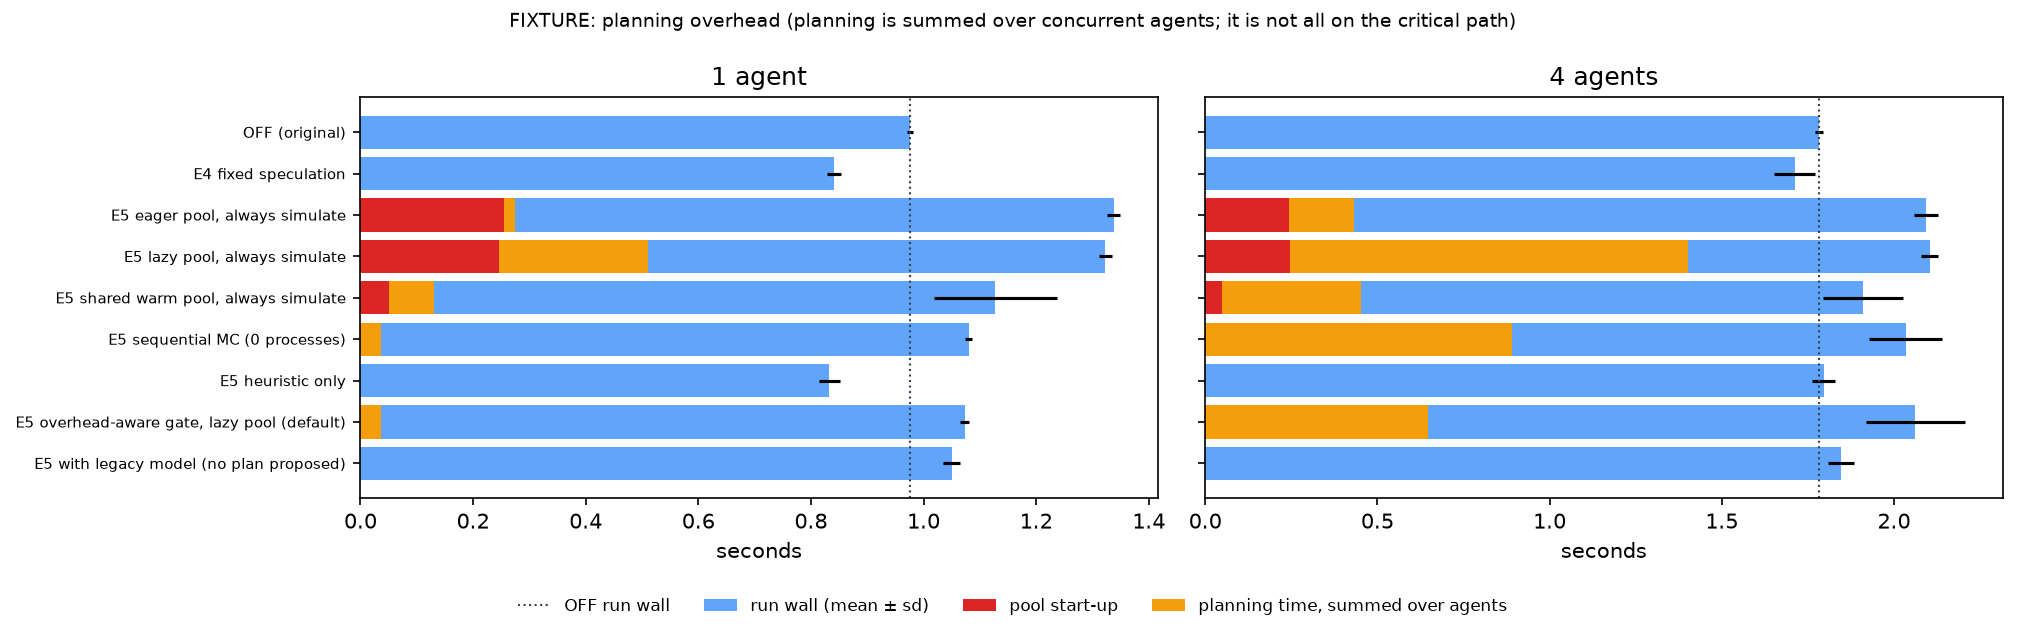 FIXTURE: planning overhead (planning is summed over concurrent agents; it is not all on the critical path)
1 agent
4 agents
OFF (original)
E4 fixed speculation
E5 eager pool, always simulate
E5 lazy pool, always simulate
E5 shared warm pool, always simulate
E5 sequential MC (0 processes)
E5 heuristic only
E5 overhead-aware gate, lazy pool (default)
E5 with legacy model (no plan proposed)
0.0 0.2 0.4 0.6 0.8 1.0 1.2 1.4
seconds
0.0 0.5 1.0 1.5 2.0
seconds
OFF run wall
run wall (mean ± sd)
pool start-up
planning time, summed over agents